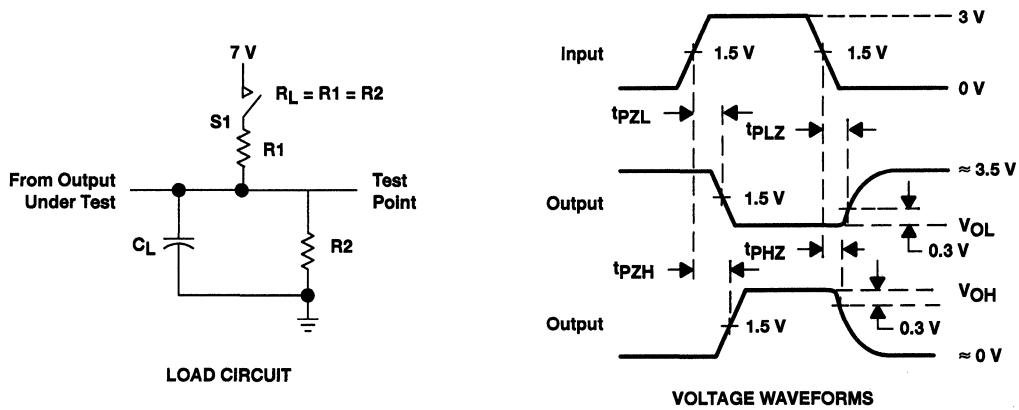 7 V
R_L = R1 = R2
S1
R1
From Output
Under Test
Test
Point
C_L
R2
LOAD CIRCUIT
3 V
Input
1.5 V
1.5 V
0 V
t_PZL
t_PLZ
≈ 3.5 V
Output
1.5 V
V_OL
0.3 V
t_PZH
t_PHZ
V_OH
Output
1.5 V
0.3 V
≈ 0 V
VOLTAGE WAVEFORMS